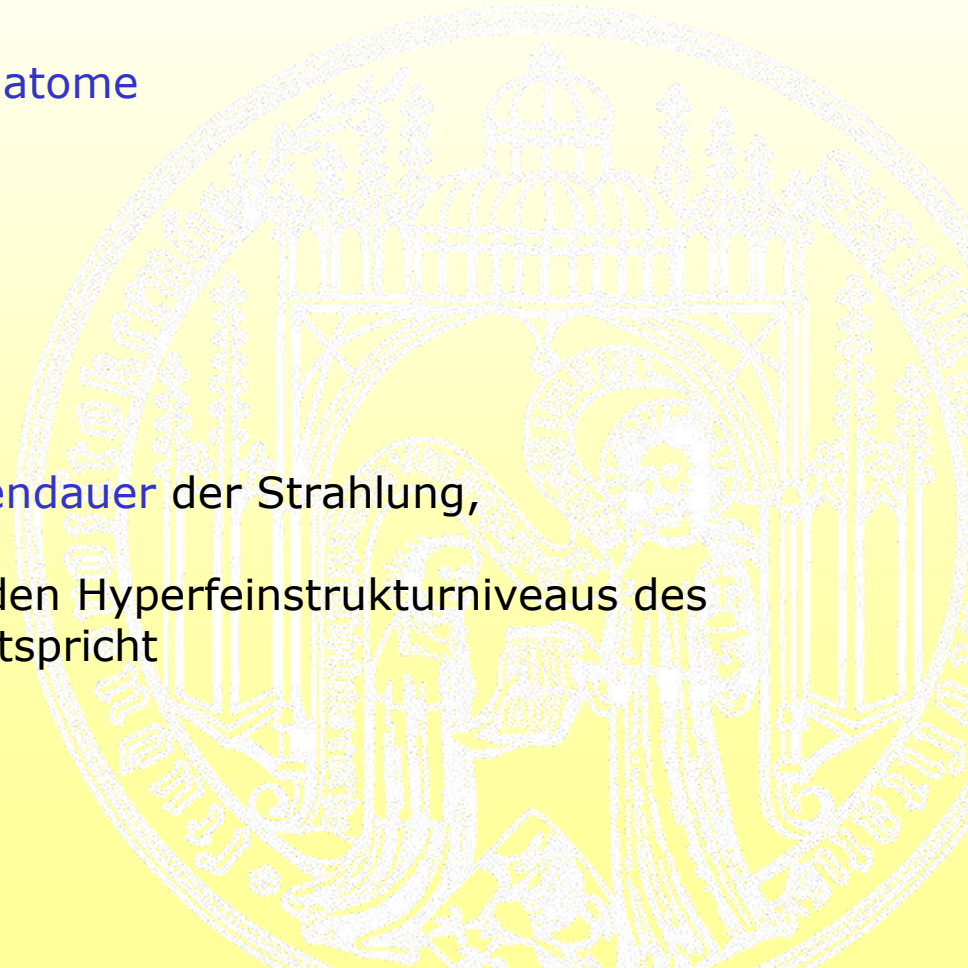 atome
endauer der Strahlung,
den Hyperfeinstrukturniveaus des
tspricht